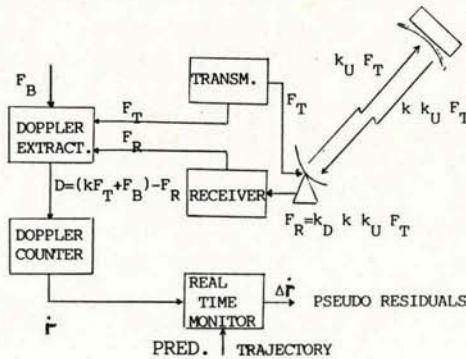 k_U F_T
TRANSM.
F_B
F_T
F_T
k k_U F_T
DOPPLER
EXTRACT.
F_R
D=(kF_T+F_B)-F_R
RECEIVER
F_R=k_D k k_U F_T
DOPPLER
COUNTER
REAL
TIME
MONITOR
Δṙ
PSEUDO RESIDUALS
ṙ
PRED. TRAJECTORY